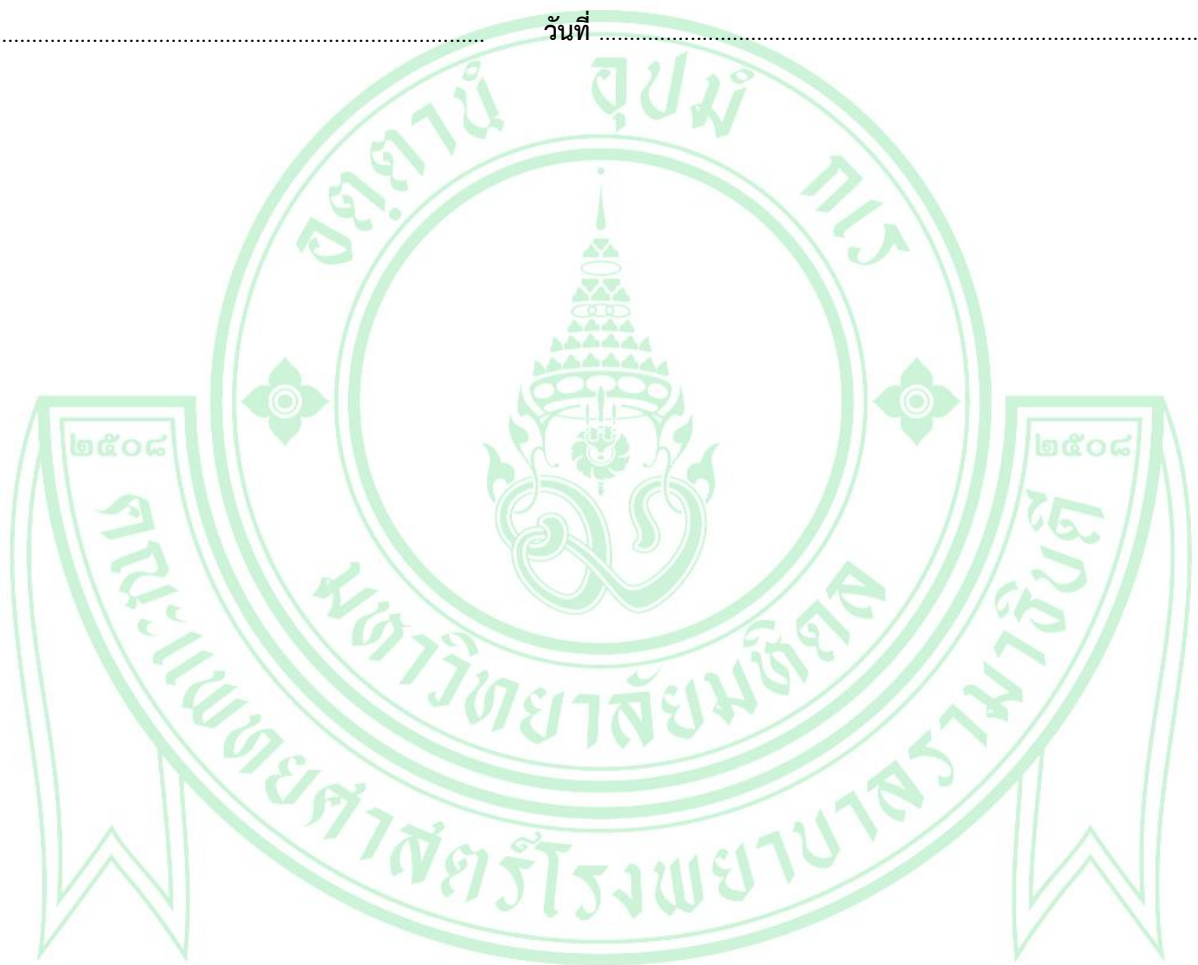 วันที่
อตฺตานํ อุปมํ กเร
มหาวิทยาลัยมหิดล
๒๕๐๘
๒๕๐๘
คณะแพทยศาสตร์โรงพยาบาลรามาธิบดี